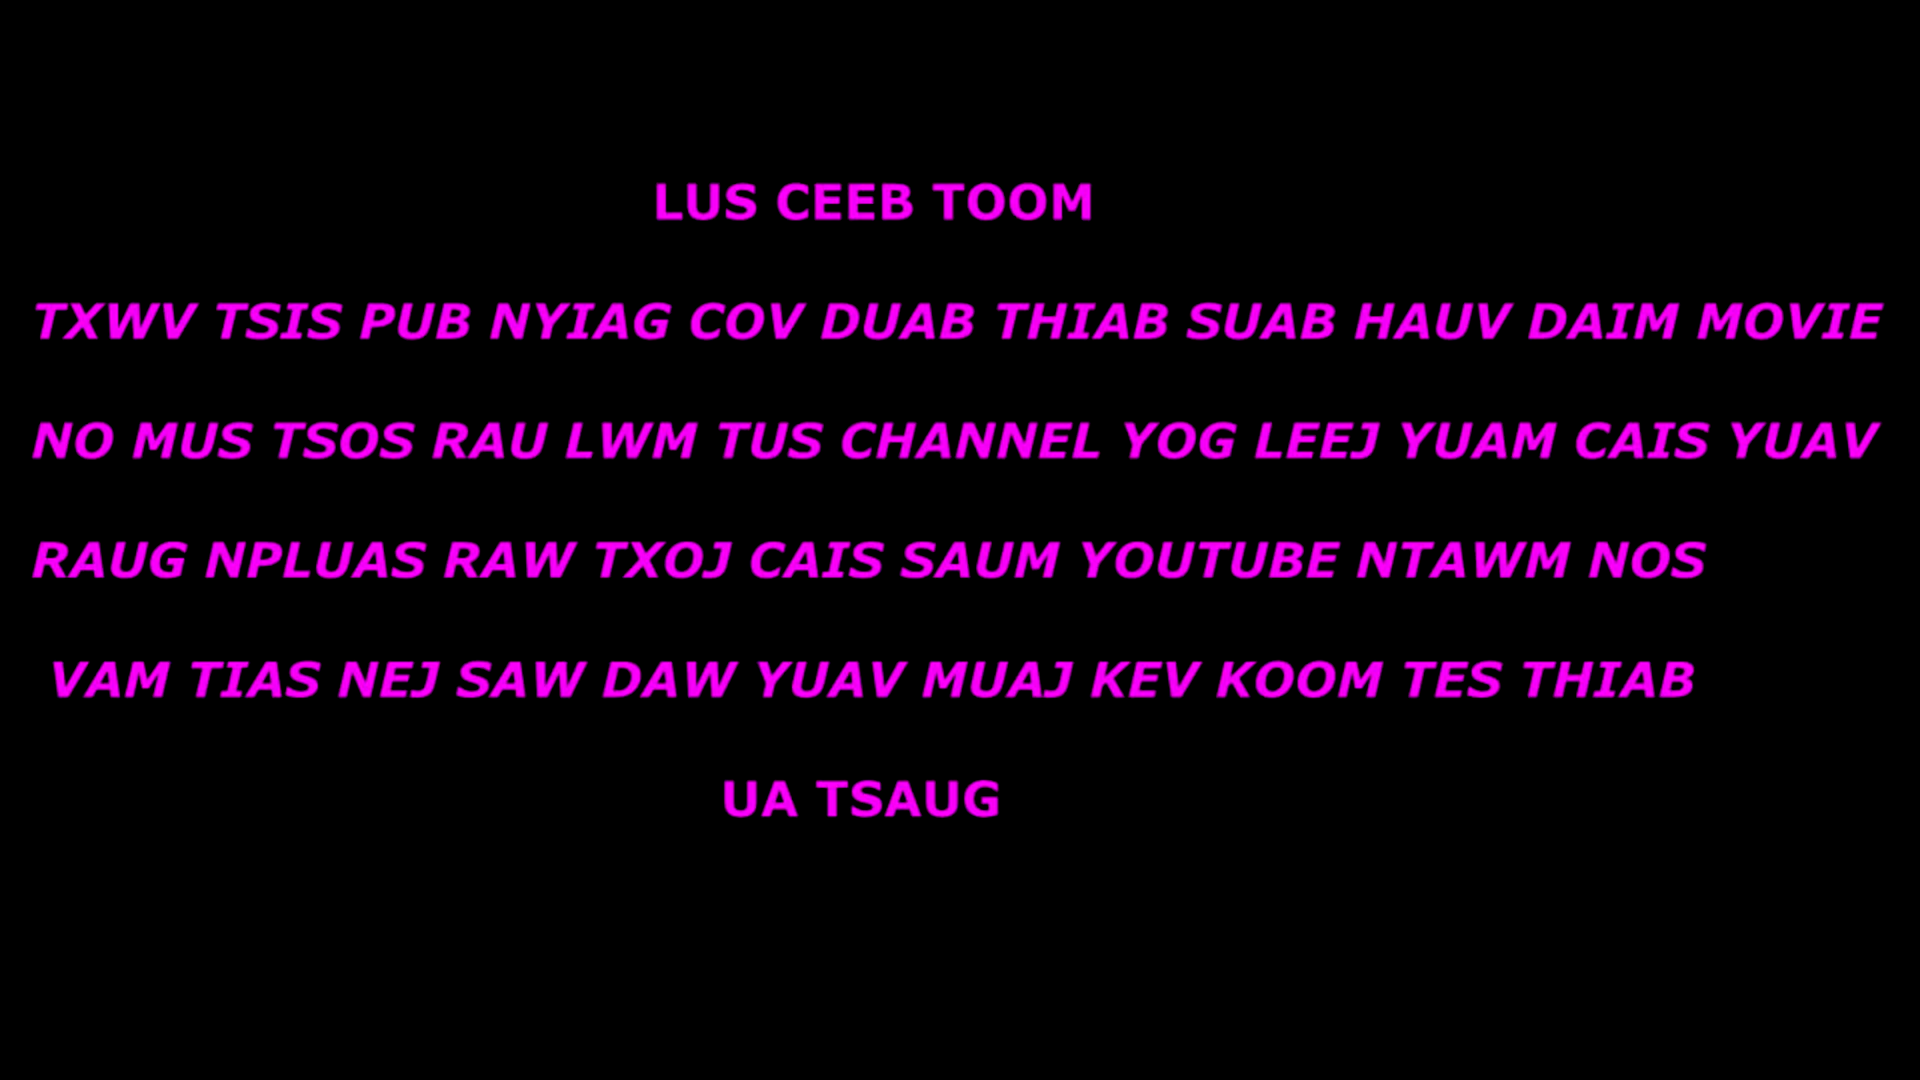 LUS CEEB TOOM
TXWV TSIS PUB NYIAG COV DUAB THIAB SUAB HAUV DAIM MOVIE
NO MUS TSOS RAU LWM TUS CHANNEL YOG LEEJ YUAM CAIS YUAV
RAUG NPLUAS RAW TXOJ CAIS SAUM YOUTUBE NTAWM NOS
VAM TIAS NEJ SAW DAW YUAV MUAJ KEV KOOM TES THIAB
UA TSAUG